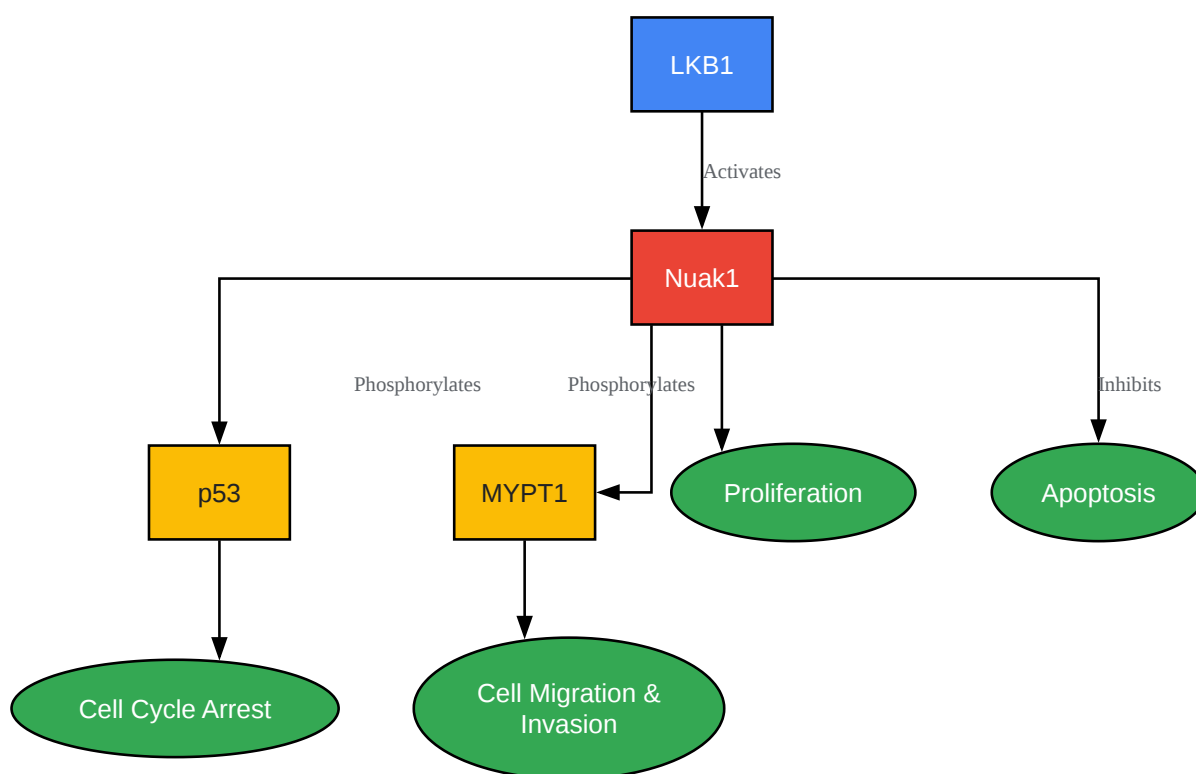 LKB1
Activates
Nuak1
Phosphorylates
Phosphorylates
Inhibits
p53
MYPT1
Proliferation
Apoptosis
Cell Cycle Arrest
Cell Migration &
Invasion